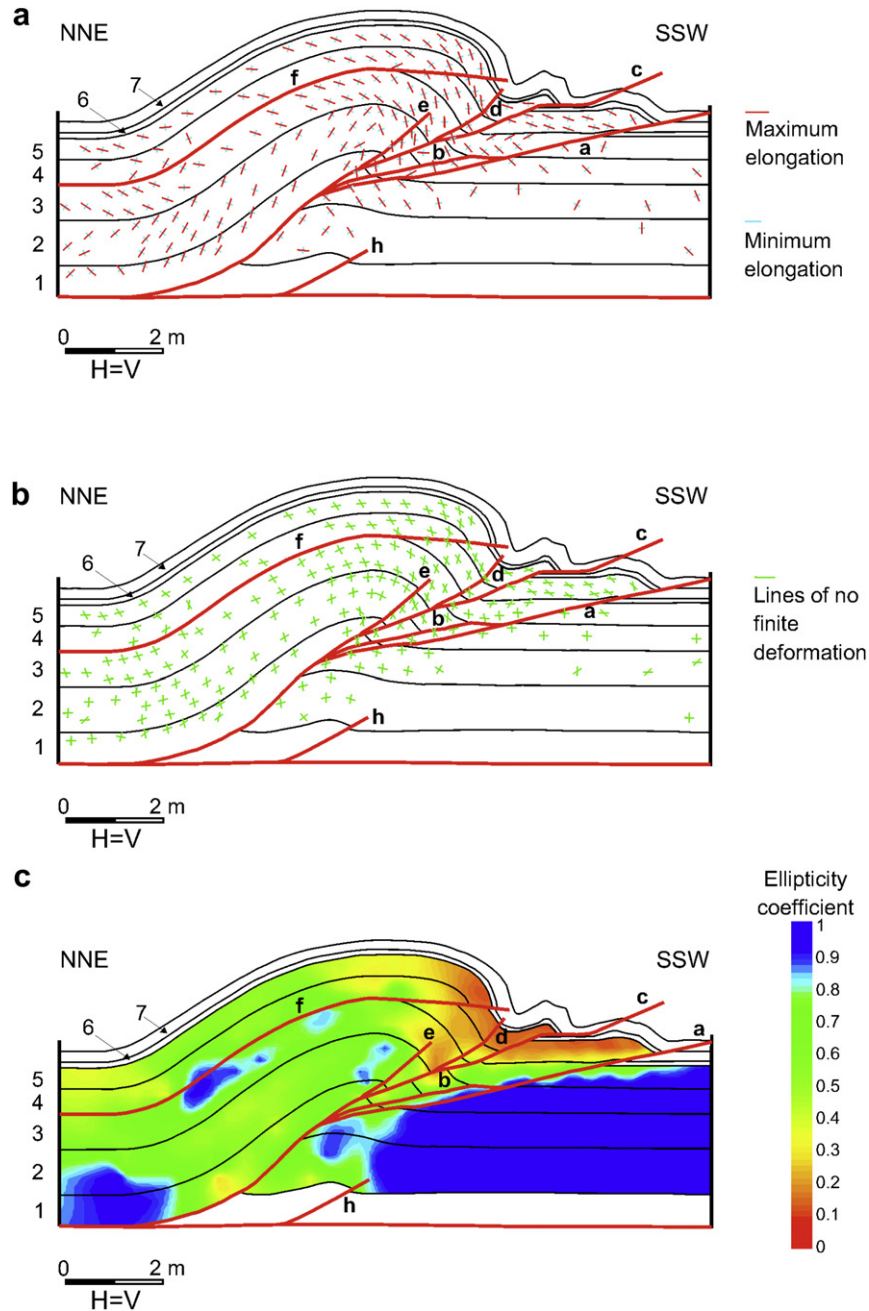 a
NNE
SSW
7
6
f
c
e
d
5
4
b
a
3
2
h
1
Maximum
elongation
Minimum
elongation
0 2 m
H=V
b
NNE
SSW
7
6
f
c
e
d
5
4
b
a
3
2
h
1
Lines of no
finite
deformation
0 2 m
H=V
c
NNE
SSW
7
6
f
c
a
e
d
5
4
b
3
2
1
h
Ellipticity
coefficient
1
0.9
0.8
0.7
0.6
0.5
0.4
0.3
0.2
0.1
0
0 2 m
H=V